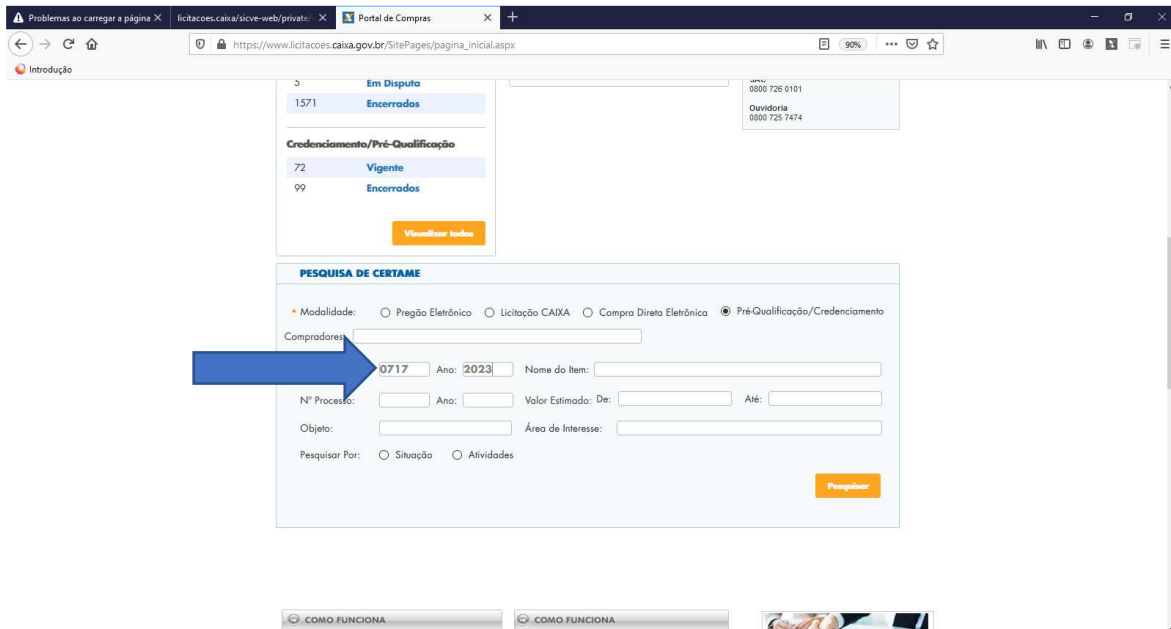 Problemas ao carregar a página
licitacoes.caixa/sicve-web/private/
Portal de Compras
https://www.licitacoes.caixa.gov.br/SitePages/pagina_inicial.aspx
90%
Introdução
5 Em Disputa
1571 Encerrados
Credenciamento/Pré-Qualificação
72 Vigente
99 Encerrados
Visualizar todos
SAC
0800 726 0101
Ouvidoria
0800 725 7474
PESQUISA DE CERTAME
* Modalidade: Pregão Eletrônico Licitação CAIXA Compra Direta Eletrônica Pré-Qualificação/Credenciamento
Compradores:
0717 Ano: 2023 Nome do Item:
Nº Processo: Ano: Valor Estimado: De: Até:
Objeto: Área de Interesse:
Pesquisar Por: Situação Atividades
Pesquisar
COMO FUNCIONA
COMO FUNCIONA